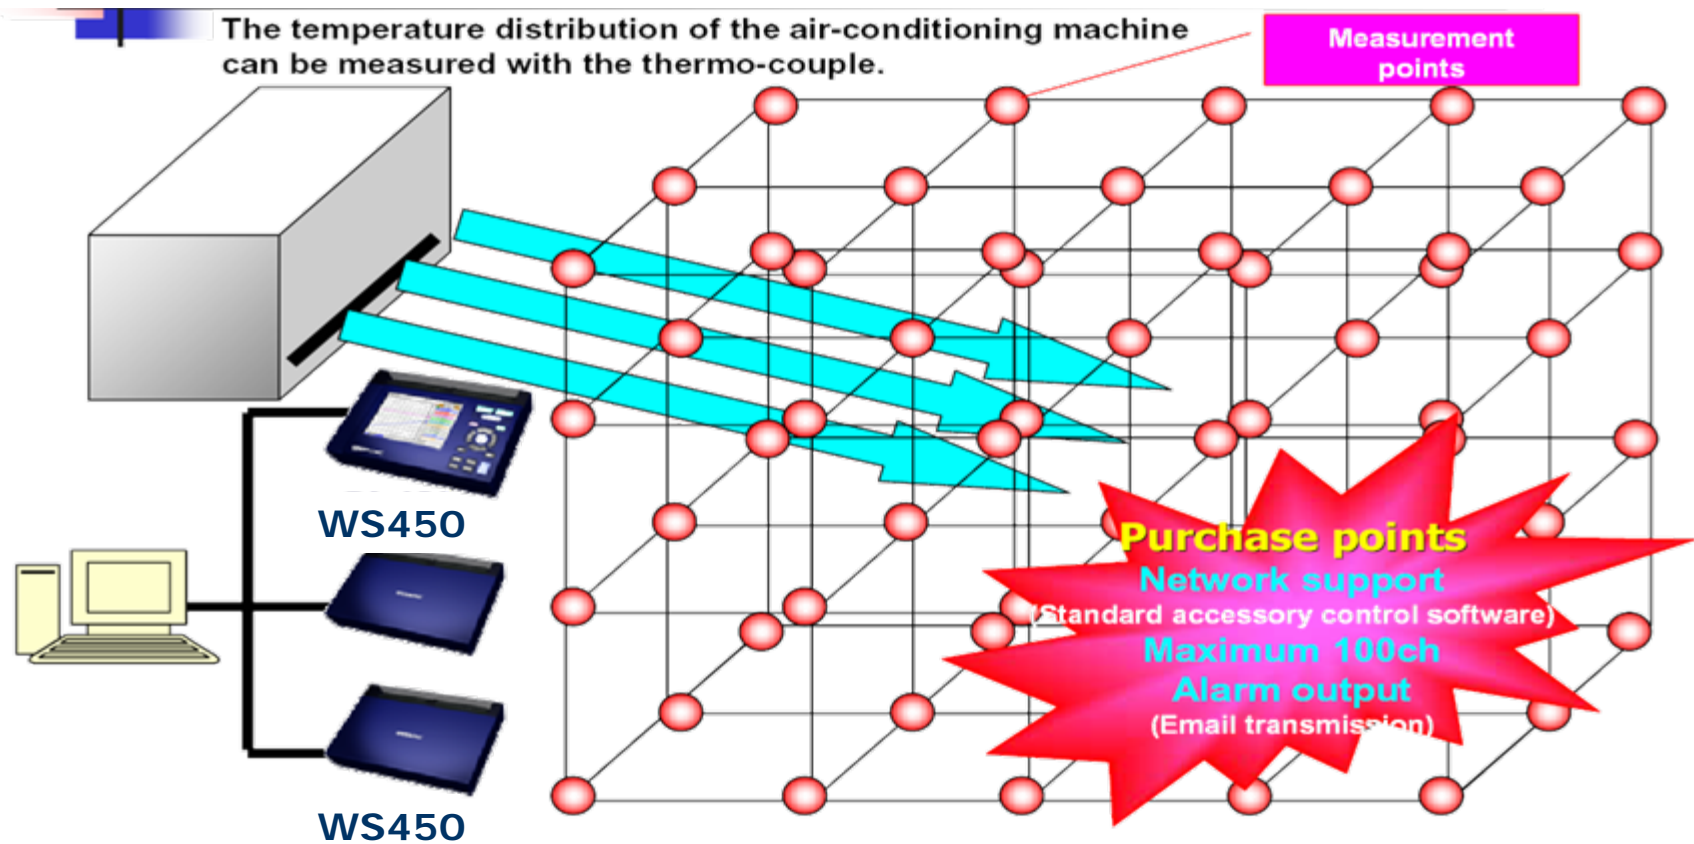 The temperature distribution of the air-conditioning machine
can be measured with the thermo-couple.
Measurement
points
WS450
WS450
Purchase points
Network support
(Standard accessory control software)
Maximum 100ch
Alarm output
(Email transmission)